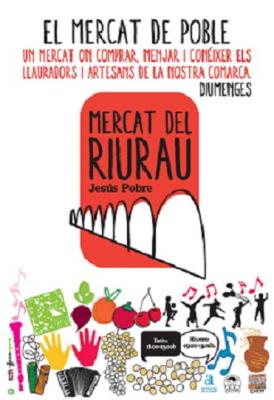 EL MERCAT DE POBLE
UN MERCAT ON COMPRAR, MENJAR I CONÉIXER ELS
LLAURADORS I ARTESANS DE LA NOSTRA COMARCA.
DIUMENGES
MERCAT DEL
RIURAU
Jesús Pobre